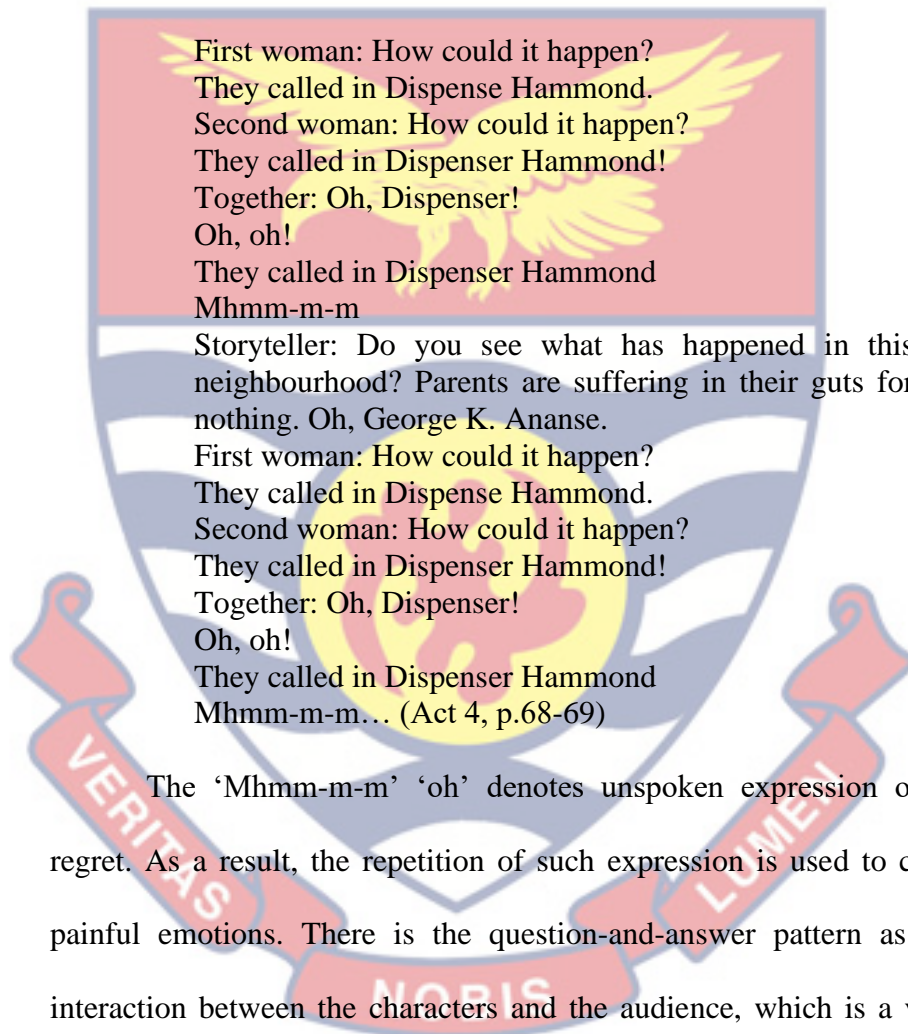 First woman: How could it happen?
They called in Dispense Hammond.
Second woman: How could it happen?
They called in Dispenser Hammond!
Together: Oh, Dispenser!
Oh, oh!
They called in Dispenser Hammond
Mhmm-m-m
Storyteller: Do you see what has happened in this
neighbourhood? Parents are suffering in their guts for
nothing. Oh, George K. Ananse.
First woman: How could it happen?
They called in Dispense Hammond.
Second woman: How could it happen?
They called in Dispenser Hammond!
Together: Oh, Dispenser!
Oh, oh!
They called in Dispenser Hammond
Mhmm-m-m… (Act 4, p.68-69)
The ‘Mhmm-m-m’ ‘oh’ denotes unspoken expression
regret. As a result, the repetition of such expression is used to
painful emotions. There is the question-and-answer pattern as
interaction between the characters and the audience, which is a
VERITAS
NOBIS
LUMEN